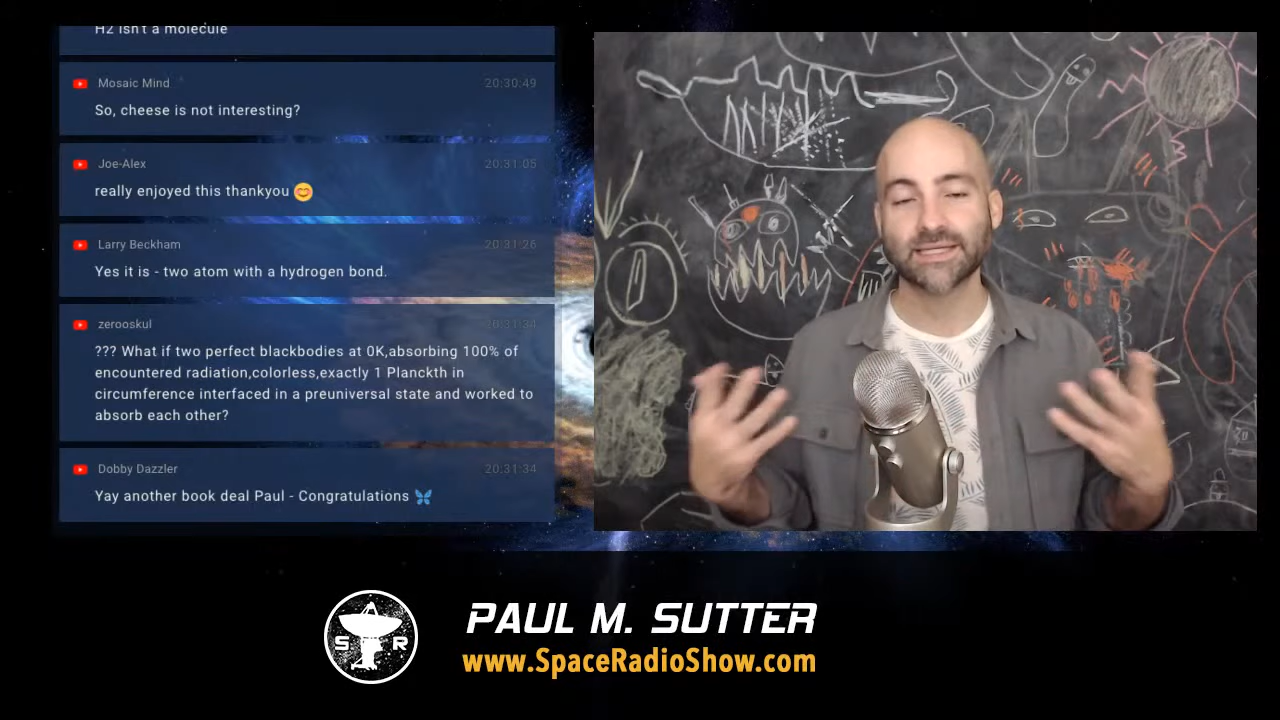 H2 isn't a molecule
Mosaic Mind 20:30:49
So, cheese is not interesting?
Joe-Alex 20:31:05
really enjoyed this thankyou 😊
Larry Beckham 20:31:26
Yes it is - two atom with a hydrogen bond.
zerooskul 20:31:34
??? What if two perfect blackbodies at 0K,absorbing 100% of
encountered radiation,colorless,exactly 1 Planckth in
circumference interfaced in a preuniversal state and worked to
absorb each other?
Dobby Dazzler 20:31:34
Yay another book deal Paul - Congratulations 🦋
S R
PAUL M. SUTTER
www.SpaceRadioShow.com